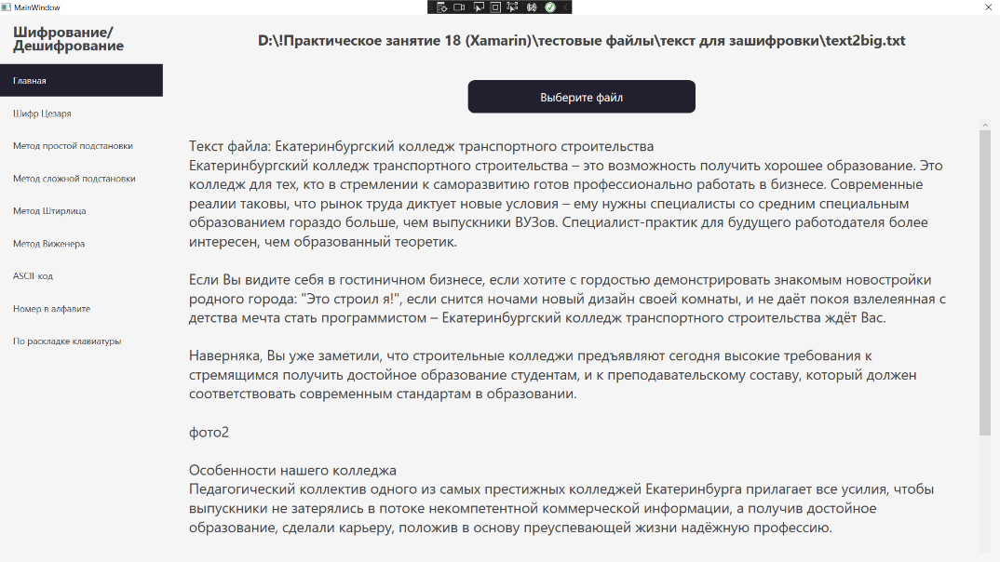 MainWindow
Шифрование/
Дешифрование
Главная
Шифр Цезаря
Метод простой подстановки
Метод сложной подстановки
Метод Штирлица
Метод Виженера
ASCII-код
Номер в алфавите
По раскладке клавиатуры
D:\!Практическое занятие 18 (Xamarin)\тестовые файлы\текст для зашифровки\text2big.txt
Выберите файл
Текст файла: Екатеринбургский колледж транспортного строительства
Екатеринбургский колледж транспортного строительства – это возможность получить хорошее образование. Это
колледж для тех, кто в стремлении к саморазвитию готов профессионально работать в бизнесе. Современные
реалии таковы, что рынок труда диктует новые условия – ему нужны специалисты со средним специальным
образованием гораздо больше, чем выпускники ВУЗов. Специалист-практик для будущего работодателя более
интересен, чем образованный теоретик.
Если Вы видите себя в гостиничном бизнесе, если хотите с гордостью демонстрировать знакомым новостройки
родного города: "Это строил я!", если снится ночами новый дизайн своей комнаты, и не даёт покоя взлелеянная с
детства мечта стать программистом – Екатеринбургский колледж транспортного строительства ждёт Вас.
Наверняка, Вы уже заметили, что строительные колледжи предъявляют сегодня высокие требования к
стремящимся получить достойное образование студентам, и к преподавательскому составу, который должен
соответствовать современным стандартам в образовании.
фото2
Особенности нашего колледжа
Педагогический коллектив одного из самых престижных колледжей Екатеринбурга прилагает все усилия, чтобы
выпускники не затерялись в потоке некомпетентной коммерческой информации, а получив достойное
образование, сделали карьеру, положив в основу преуспевающей жизни надёжную профессию.